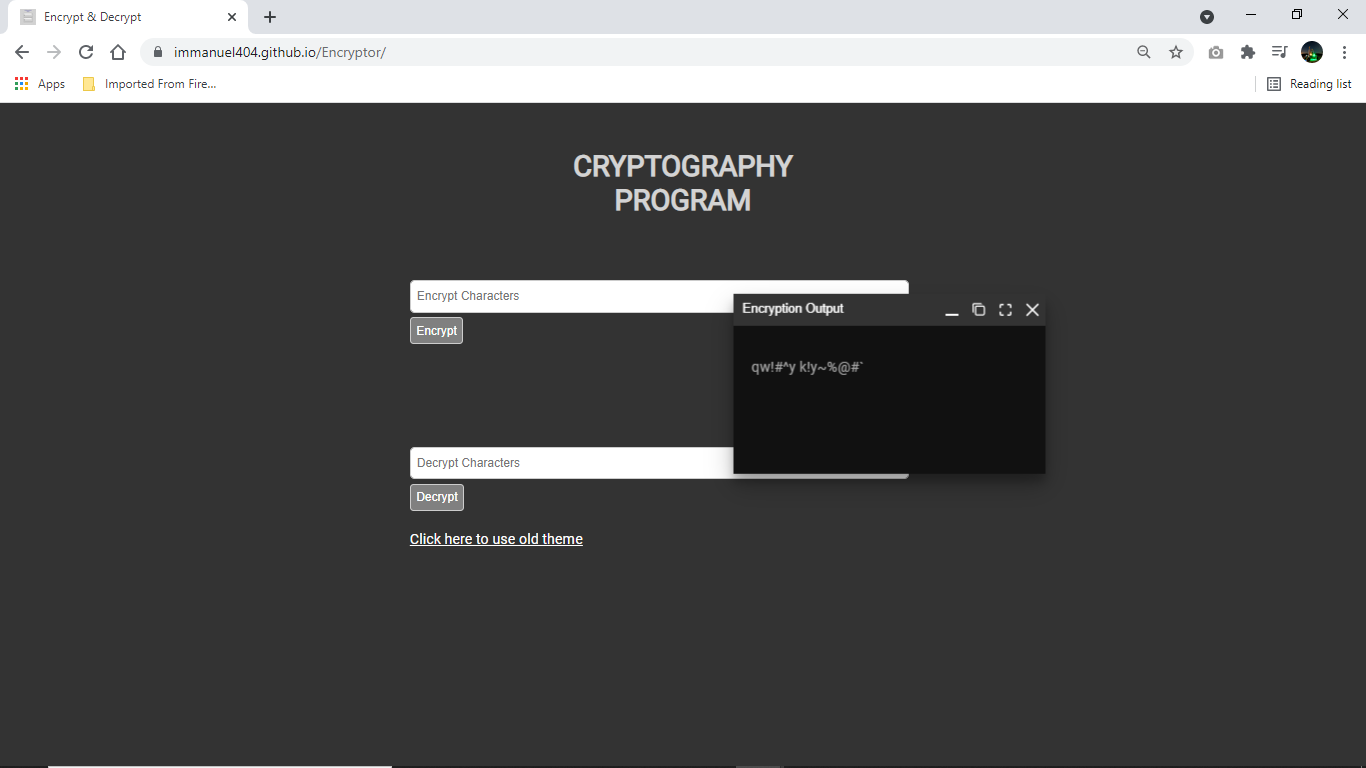 Encrypt & Decrypt
immanuel404.github.io/Encryptor/
Apps
Imported From Fire...
Reading list
CRYPTOGRAPHY
PROGRAM
Encrypt Characters
Encrypt
Encryption Output
qw!#^y k!y~%@#`
Decrypt Characters
Decrypt
Click here to use old theme